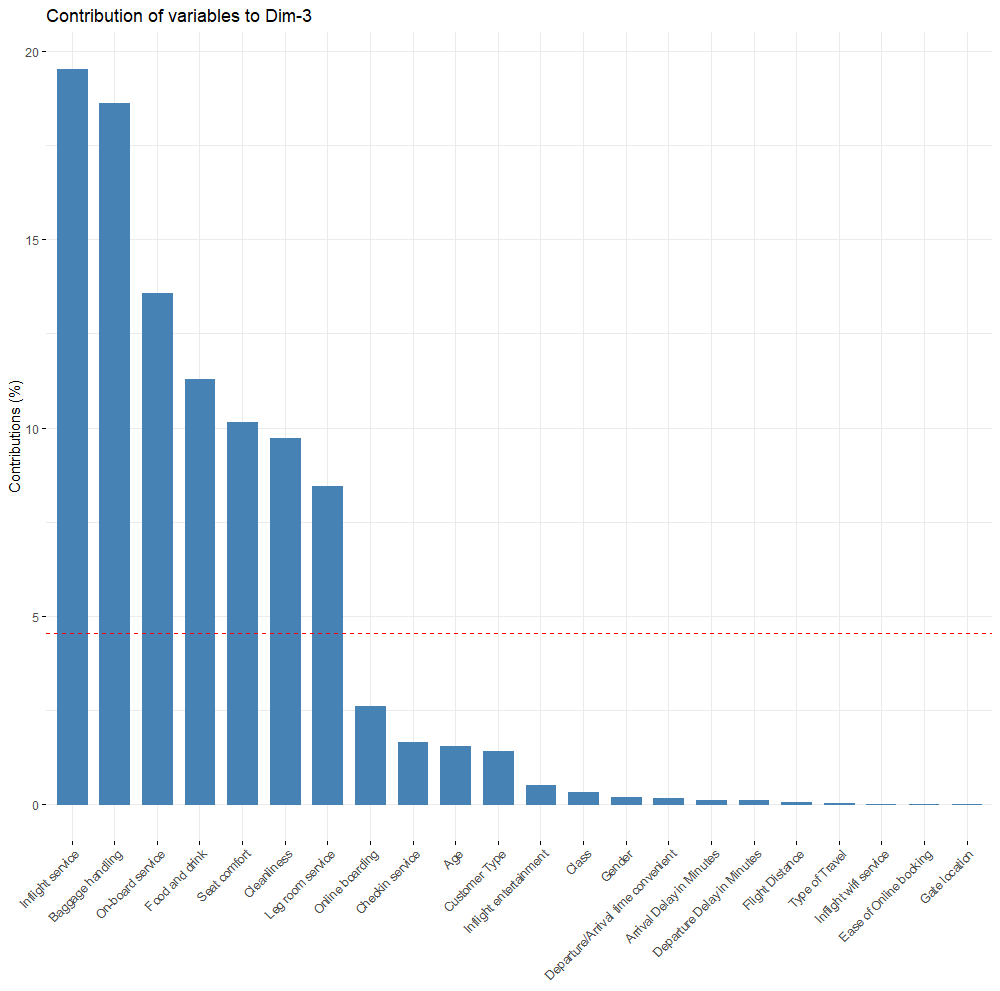 Contribution of variables to Dim-3
Contributions (%)
20
15
10
5
0
Inflight service
Baggage handling
On-board service
Food and drink
Seat comfort
Cleanliness
Leg room service
Online boarding
Checkin service
Age
Customer Type
Inflight entertainment
Class
Gender
Departure/Arrival time convenient
Arrival Delay in Minutes
Departure Delay in Minutes
Flight Distance
Type of Travel
Inflight wifi service
Ease of Online booking
Gate location